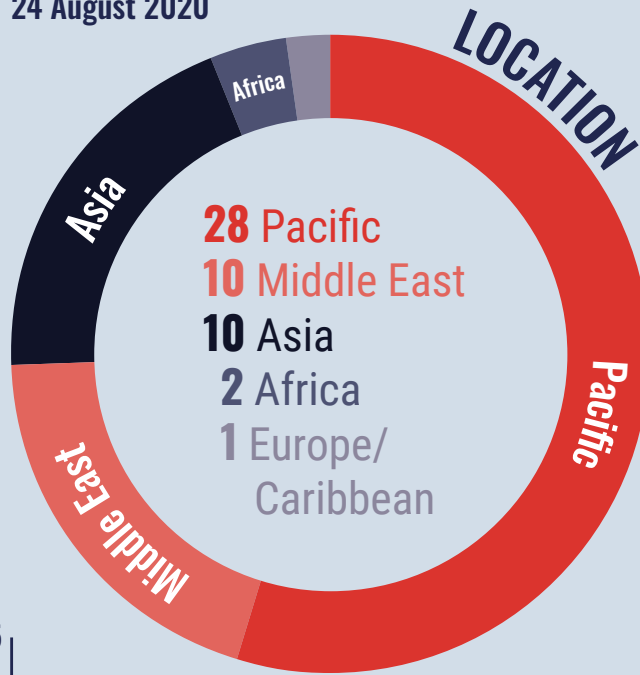 24 August 2020
LOCATION
Africa
Asia
28 Pacific
10 Middle East
10 Asia
2 Africa
1 Europe/
Caribbean
Pacific
Middle East